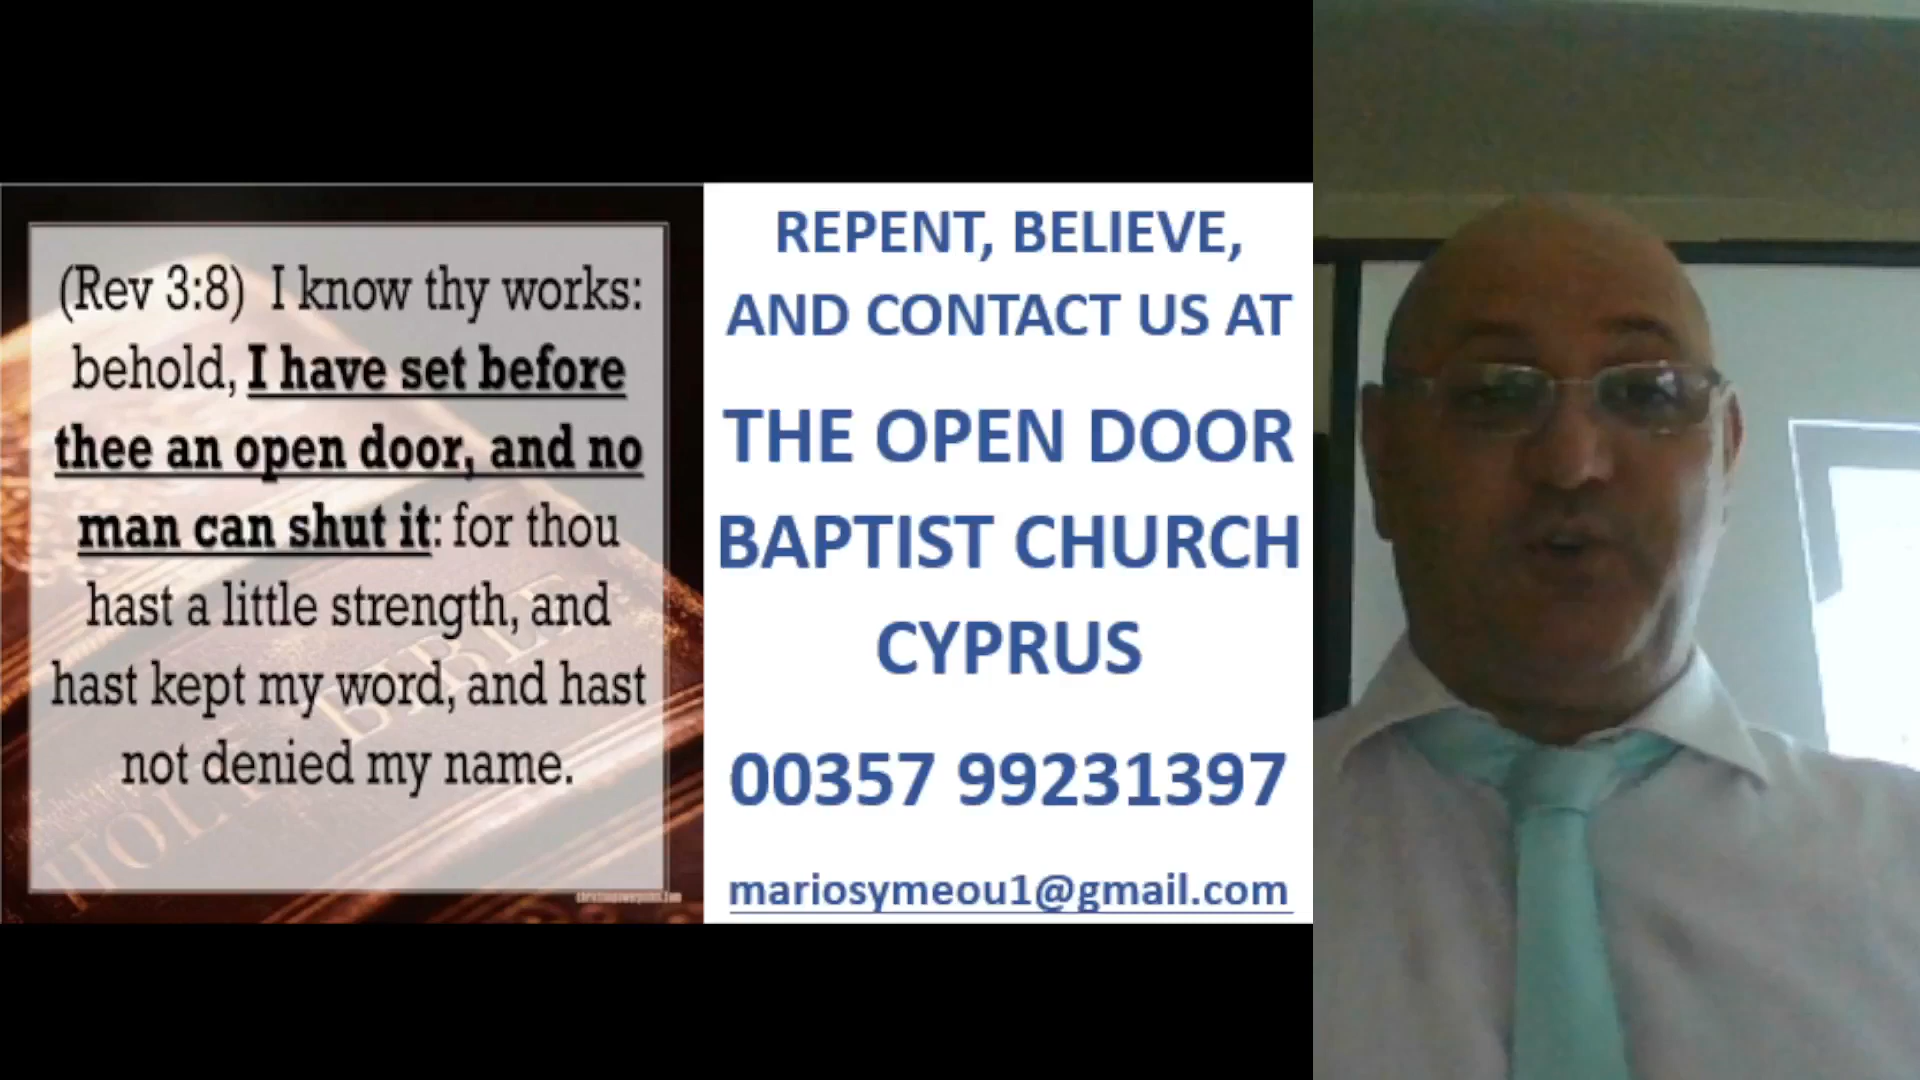 (Rev 3:8) I know thy works:
behold, I have set before
thee an open door, and no
man can shut it: for thou
hast a little strength, and
hast kept my word, and hast
not denied my name.
HOLY BIBLE
REPENT, BELIEVE,
AND CONTACT US AT
THE OPEN DOOR
BAPTIST CHURCH
CYPRUS
00357 99231397
mariosymeou1@gmail.com